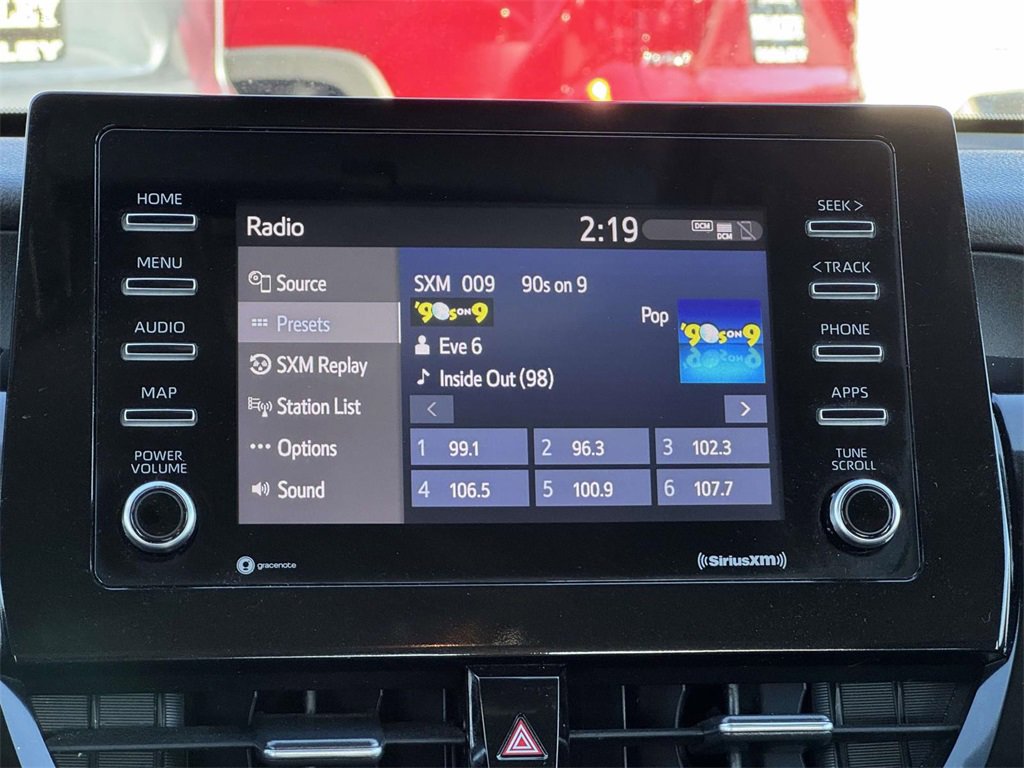 HOME
MENU
AUDIO
MAP
POWER
VOLUME
Radio
2:19
DCM
DCM
Source
Presets
SXM Replay
Station List
Options
Sound
SXM 009 90s on 9
'90s ON 9
Pop
'90s ON 9
Eve 6
Inside Out (98)
<
>
1 99.1
2 96.3
3 102.3
4 106.5
5 100.9
6 107.7
SEEK >
< TRACK
PHONE
APPS
TUNE
SCROLL
gracenote
((SiriusXM))